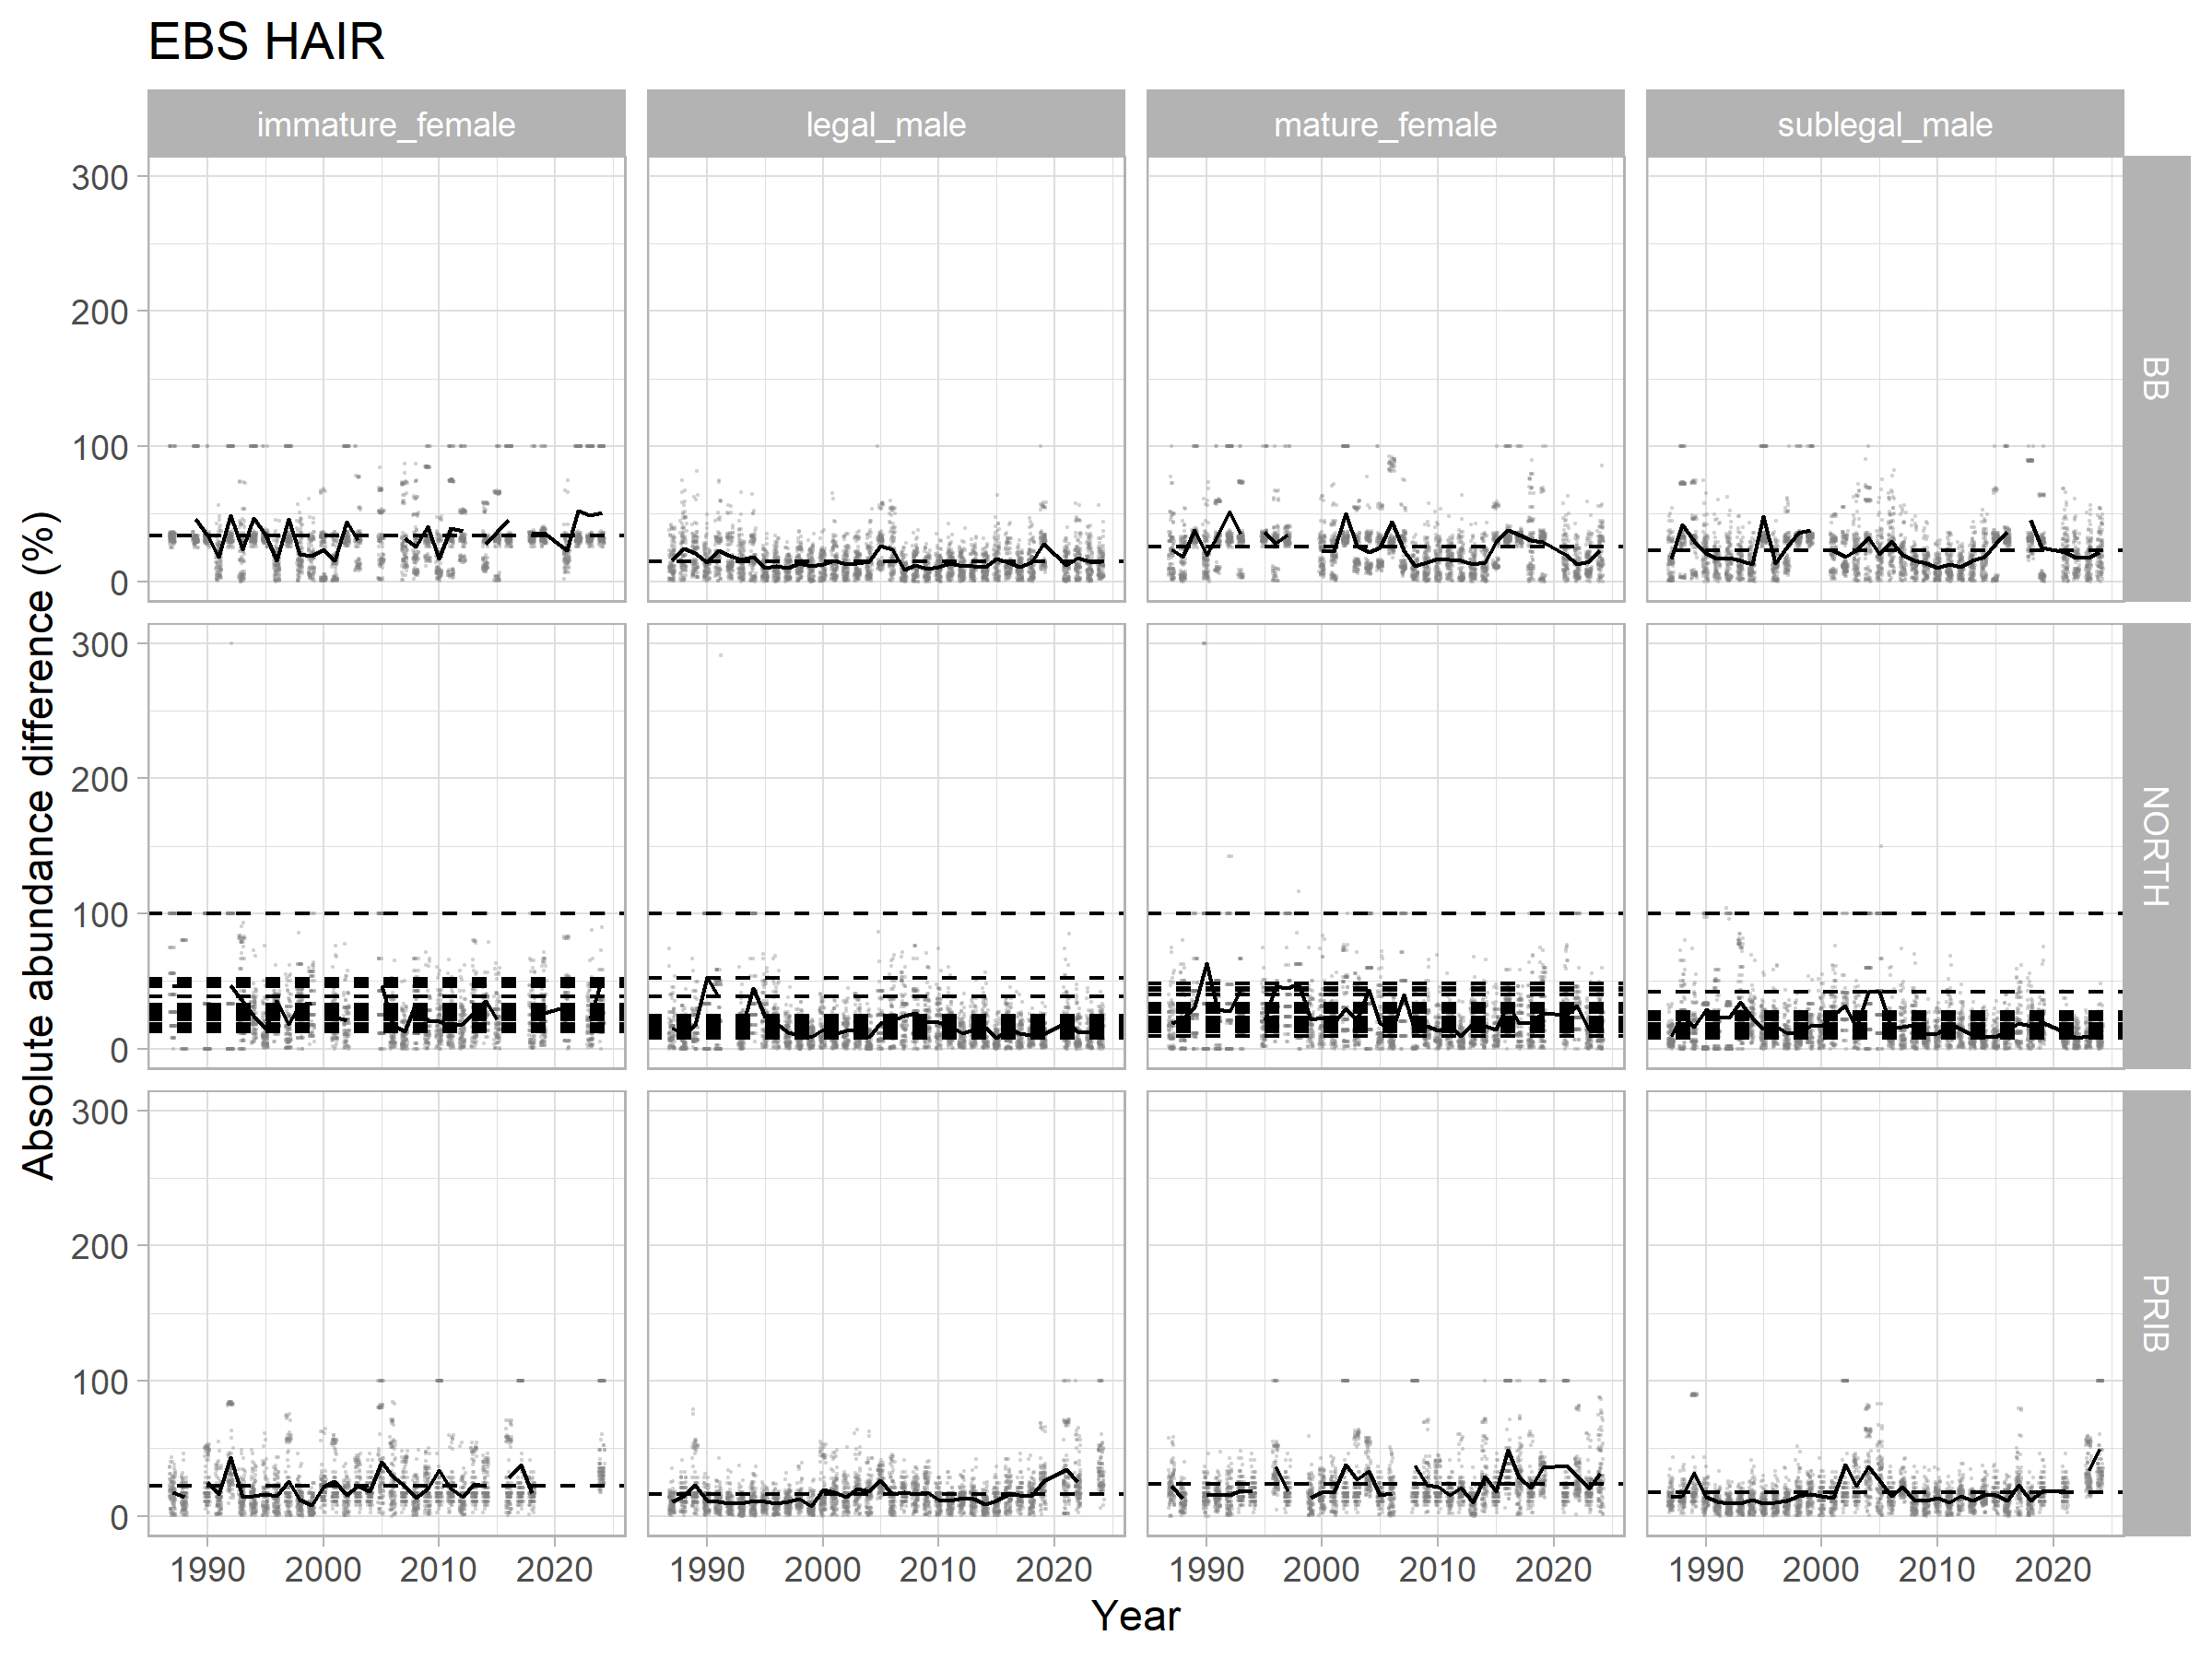 EBS HAIR
immature_female legal_male mature_female sublegal_male
300
200
100
0
BB
300
200
100
0
NORTH
300
200
100
0
PRIB
Absolute abundance difference (%)
1990 2000 2010 2020 1990 2000 2010 2020 1990 2000 2010 2020 1990 2000 2010 2020
Year